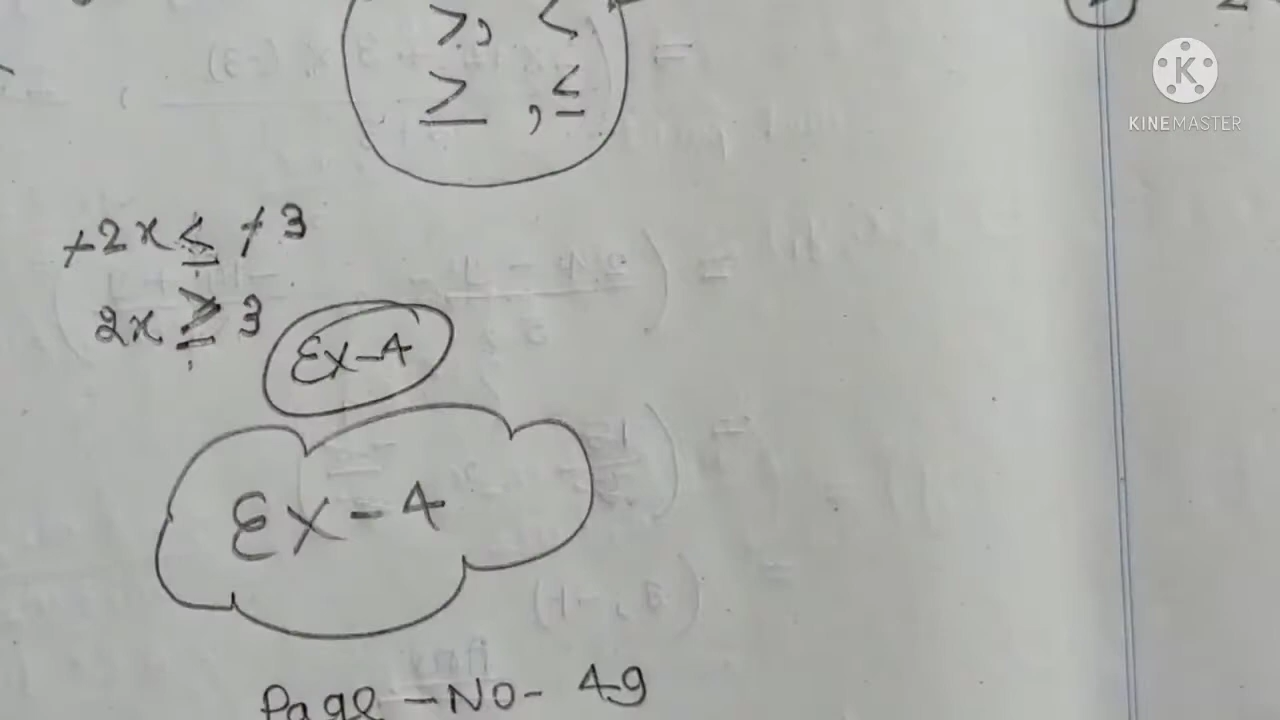 >, <
≥, ≤
-2x ≤ -3
2x ≥ 3
Ex-4
Ex-4
Page-No-49
KINEMASTER